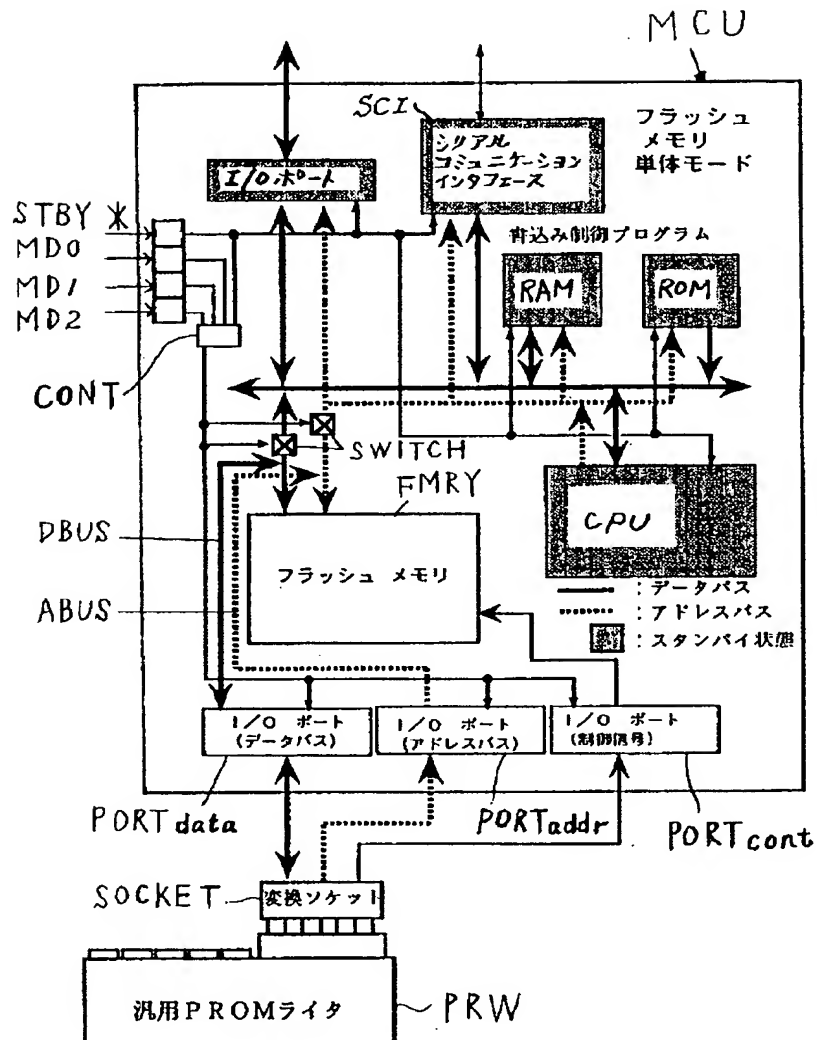 MCU
SCI
フラッシュ
メモリ
単体モード
シリアル
コミュニケーション
インタフェース
I/Oポート
STBY *
MD0
MD1
MD2
書込み制御プログラム
RAM
ROM
CONT
SWITCH
FMRY
CPU
DBUS
フラッシュ メモリ
ABUS
:データバス
:アドレスバス
:スタンバイ状態
I/O ポート
(データバス)
I/O ポート
(アドレスバス)
I/O ポート
(制御信号)
PORTdata
PORTaddr
PORTcont
SOCKET
変換ソケット
汎用PROMライタ
PRW